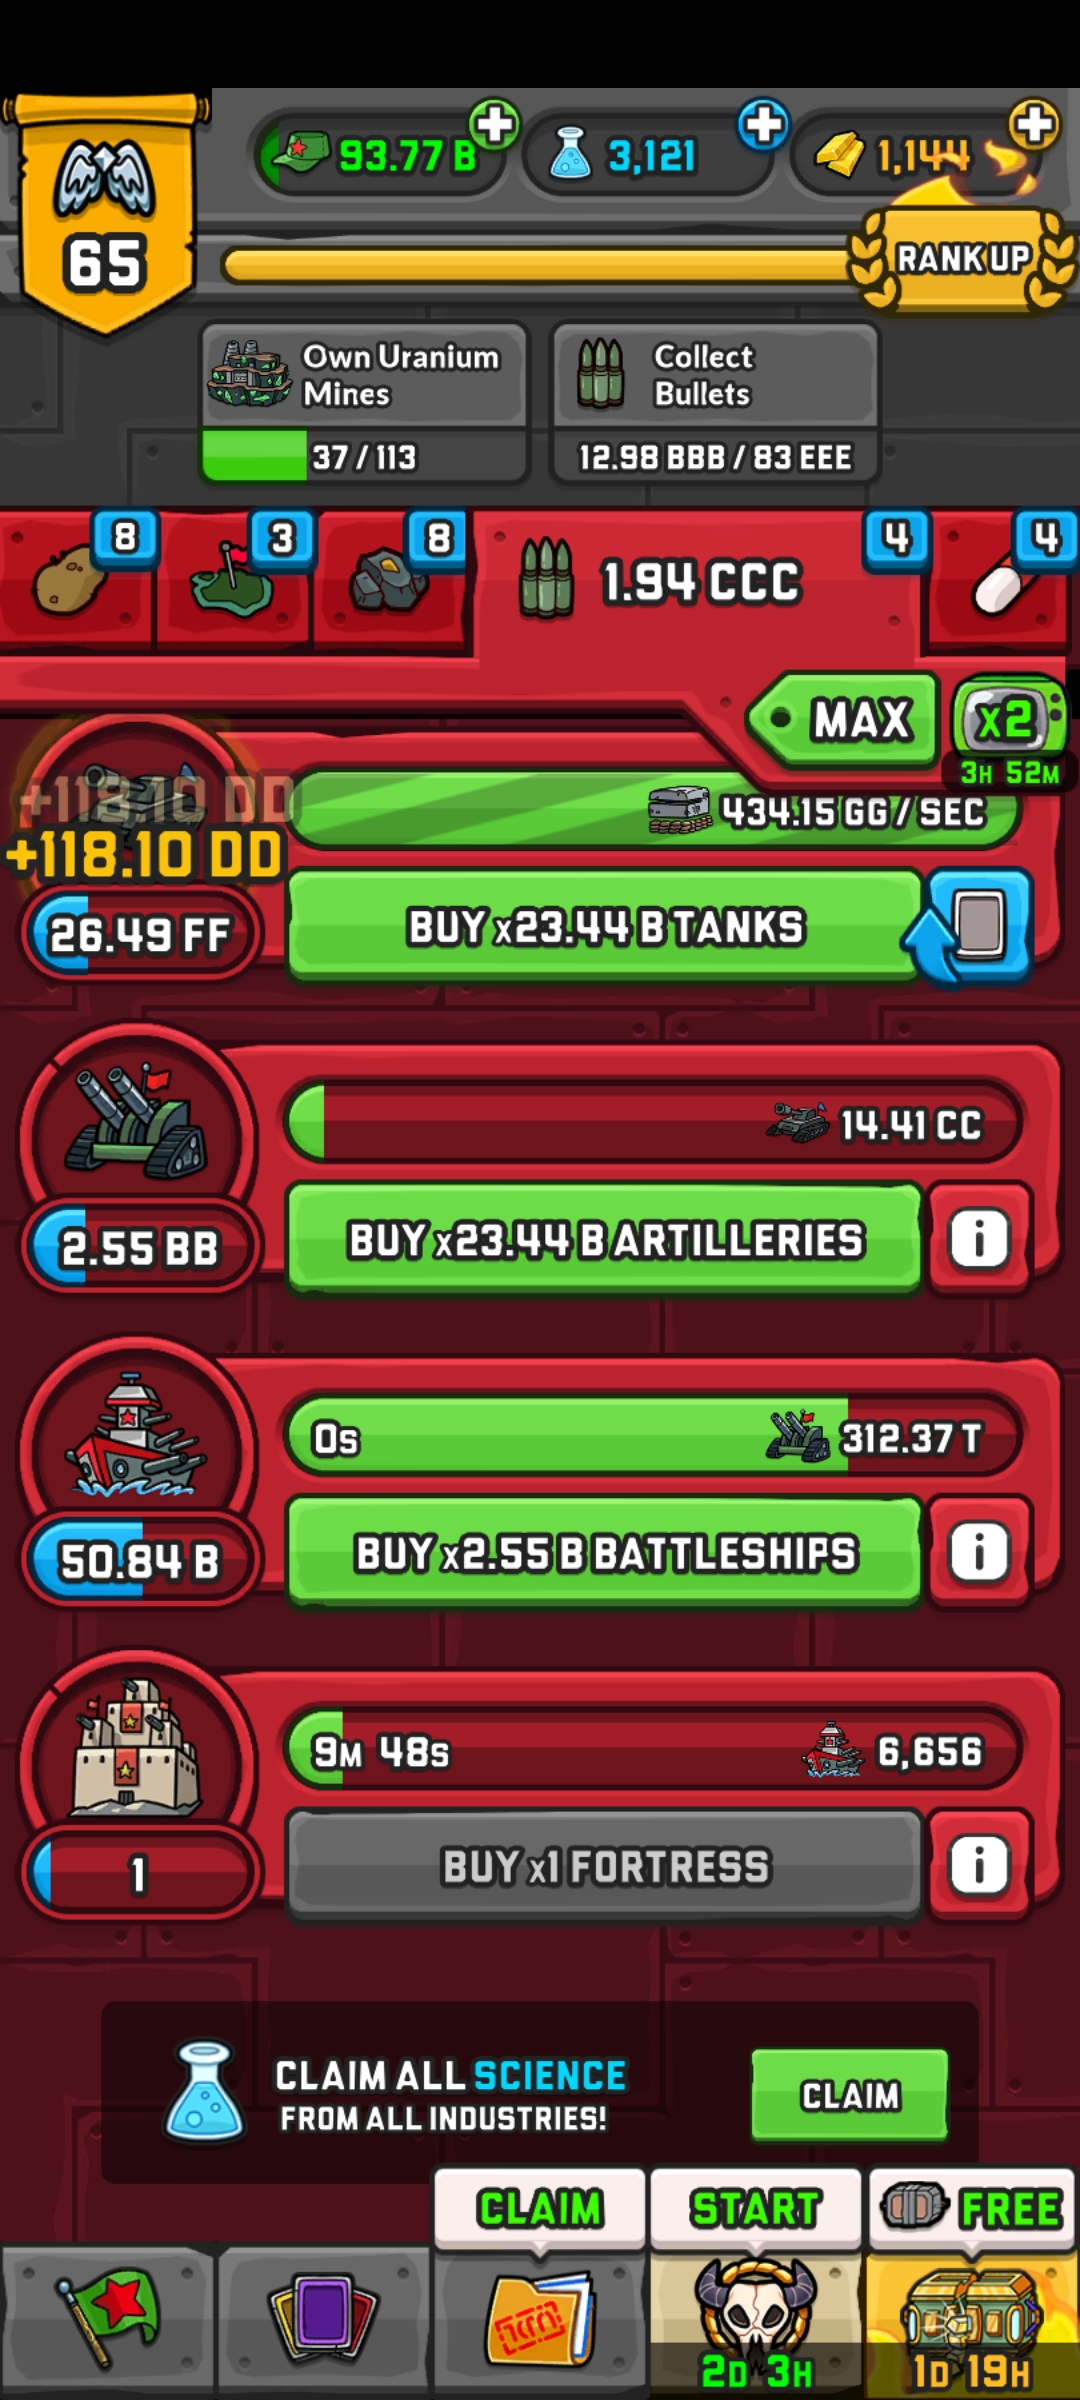 93.77 B
3,121
1,144
65
RANK UP
Own Uranium
Mines
37 / 113
Collect
Bullets
12.98 BBB / 83 EEE
8
3
8
1.94 CCC
4
4
MAX
x2
3H 52M
+118.10 DD
+118.10 DD
434.15 GG / SEC
26.49 FF
BUY x23.44 B TANKS
14.41 CC
2.55 BB
BUY x23.44 B ARTILLERIES
i
0s
312.37 T
50.84 B
BUY x2.55 B BATTLESHIPS
i
9M 48s
6,656
1
BUY x1 FORTRESS
i
CLAIM ALL SCIENCE
FROM ALL INDUSTRIES!
CLAIM
CLAIM
START
FREE
2D 3H
1D 19H